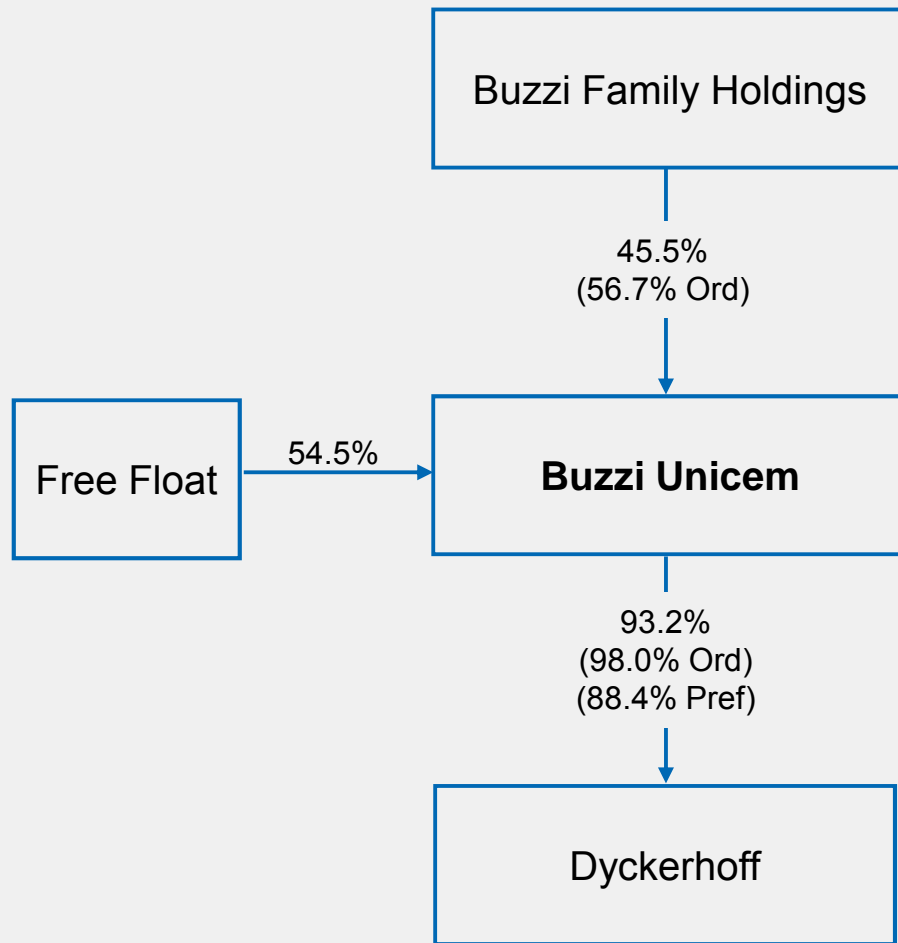 Buzzi Family Holdings
45.5%
(56.7% Ord)
54.5%
Free Float
Buzzi Unicem
93.2%
(98.0% Ord)
(88.4% Pref)
Dyckerhoff